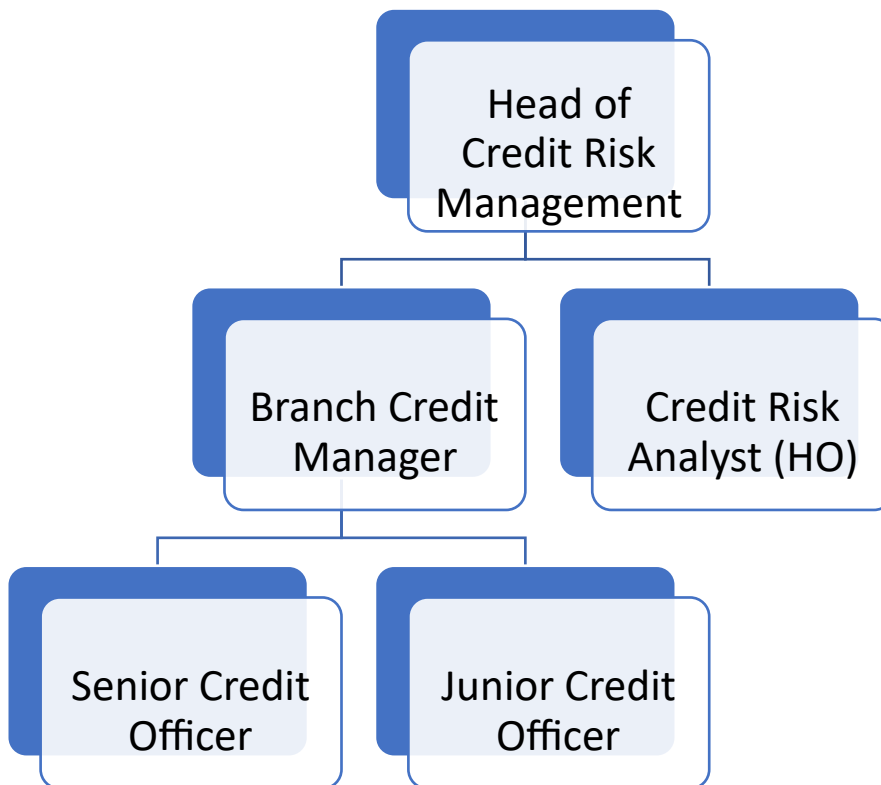 Head of
Credit Risk
Management
Branch Credit
Manager
Credit Risk
Analyst (HO)
Senior Credit
Officer
Junior Credit
Officer